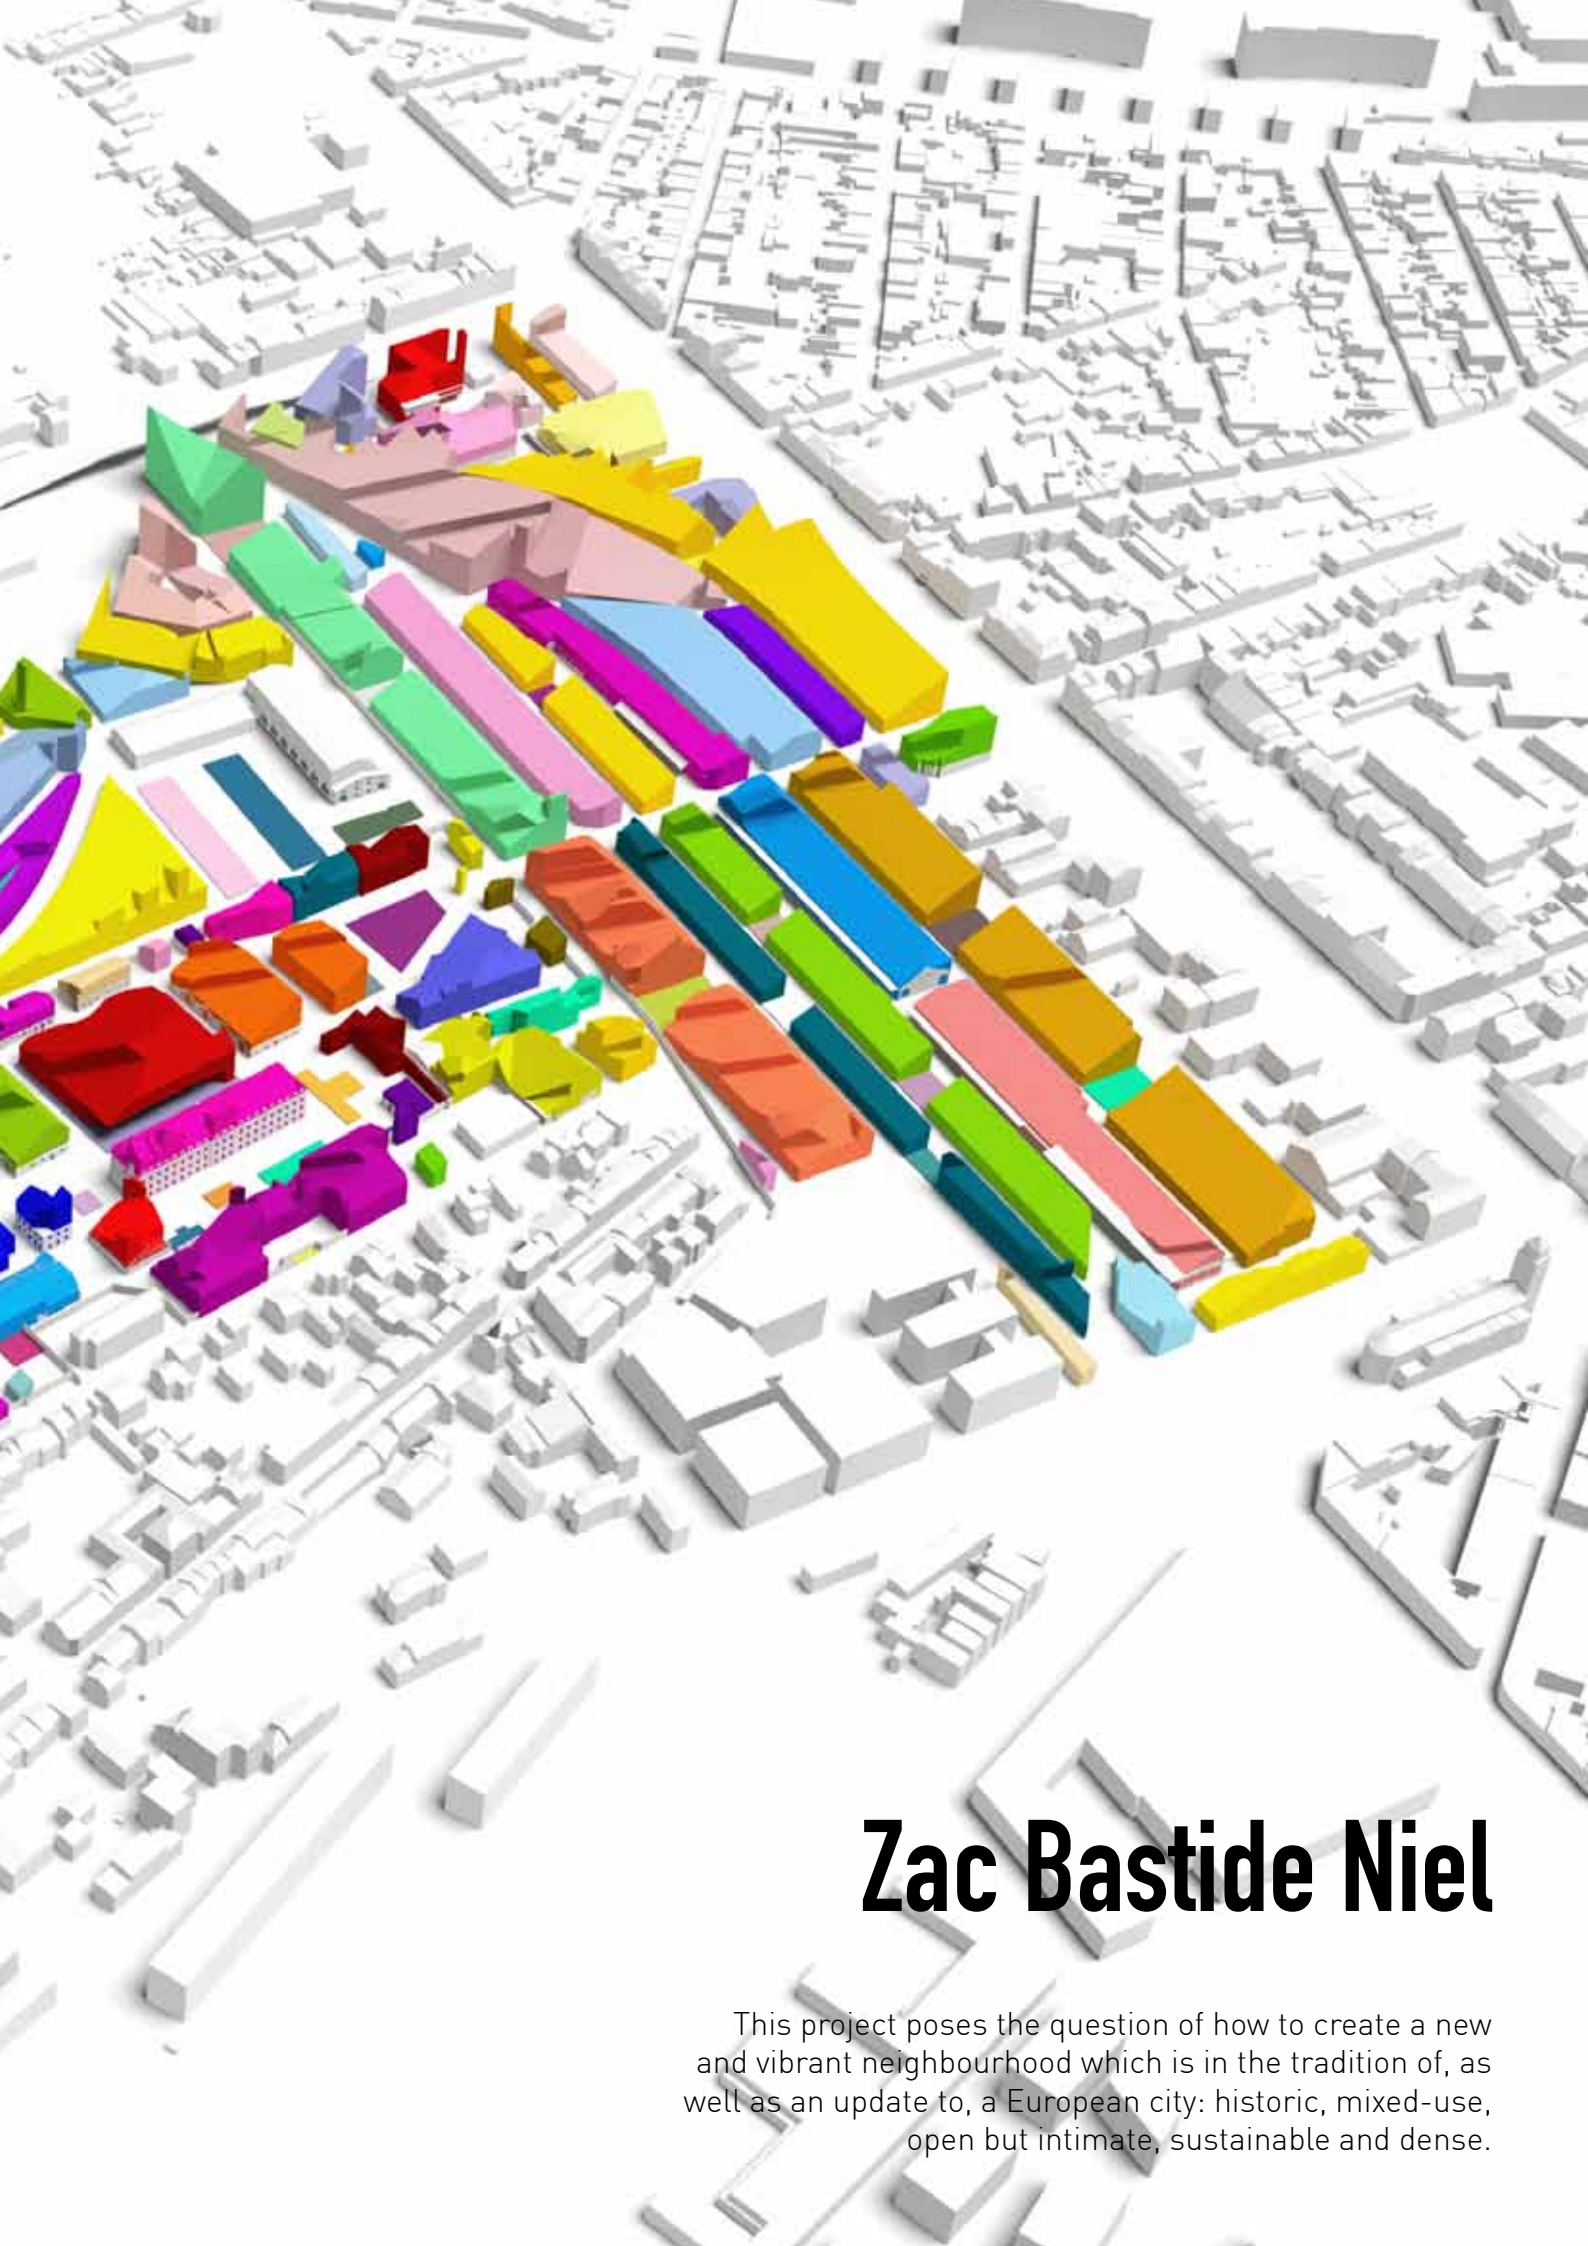 Zac Bastide Niel
This project poses the question of how to create a new
and vibrant neighbourhood which is in the tradition of, as
well as an update to, a European city: historic, mixed-use,
open but intimate, sustainable and dense.